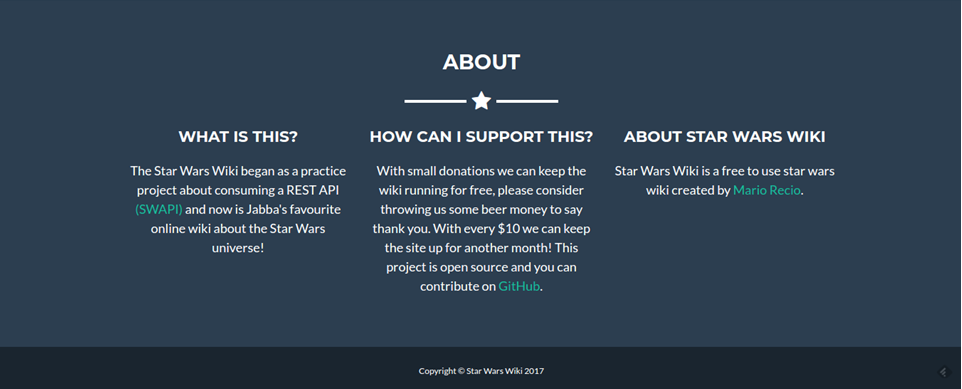 ABOUT
WHAT IS THIS?
The Star Wars Wiki began as a practice
project about consuming a REST API
(SWAPI) and now is Jabba's favourite
online wiki about the Star Wars
universe!
HOW CAN I SUPPORT THIS?
With small donations we can keep the
wiki running for free, please consider
throwing us some beer money to say
thank you. With every $10 we can keep
the site up for another month! This
project is open source and you can
contribute on GitHub.
ABOUT STAR WARS WIKI
Star Wars Wiki is a free to use star wars
wiki created by Mario Recio.
Copyright © Star Wars Wiki 2017